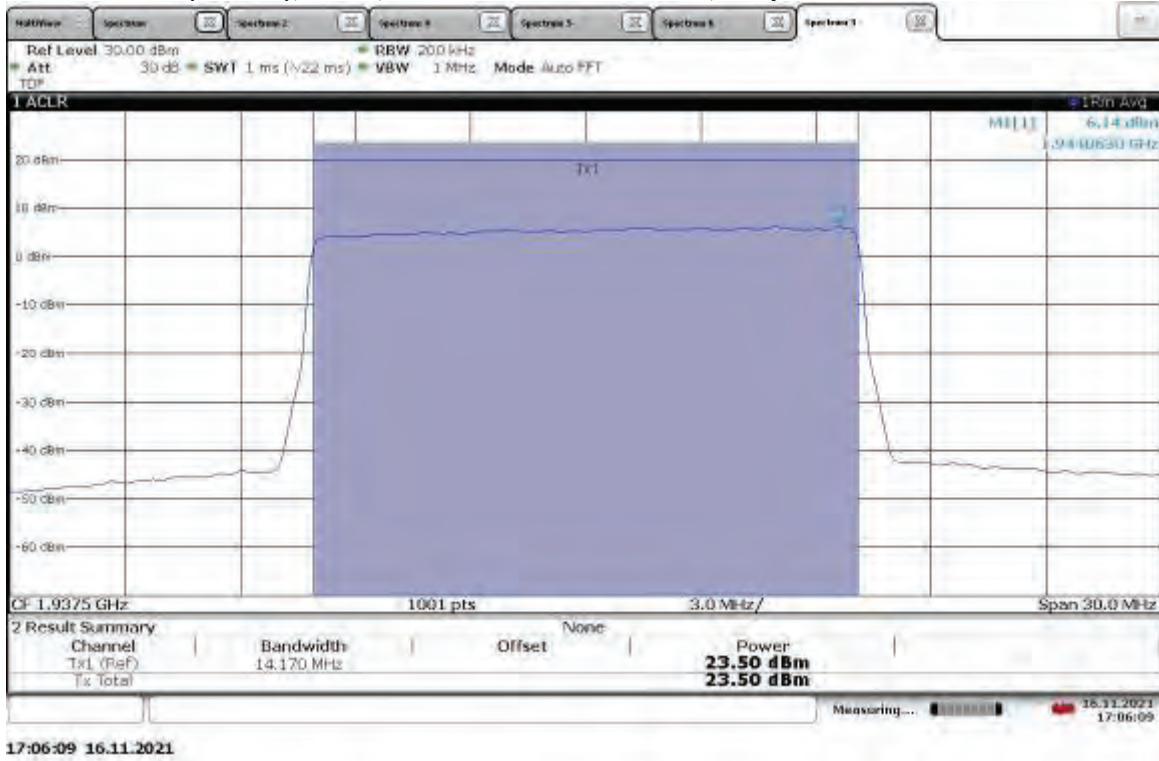 MultiView Spectrum Spectrum 2 Spectrum 4 Spectrum 5 Spectrum 6
Ref Level 30.00 dBm RBW 200 kHz
Att 30 dB SWT 1 ms (~22 ms) VBW 1 MHz Mode Auto FFT
TDF
1 ACLR 1Rm Avg
M1[1] 6.14 dBm
20 dBm
Tx1
10 dBm
0 dBm
-10 dBm
-20 dBm
-30 dBm
-40 dBm
-50 dBm
-60 dBm
CF 1.9375 GHz 1001 pts 3.0 MHz/ Span 30.0 MHz
2 Result Summary None
Channel Bandwidth Offset Power
Tx1 (Ref) 14.170 MHz 23.50 dBm
Tx Total 23.50 dBm
Measuring... 16.11.2021
17:06:09
17:06:09 16.11.2021